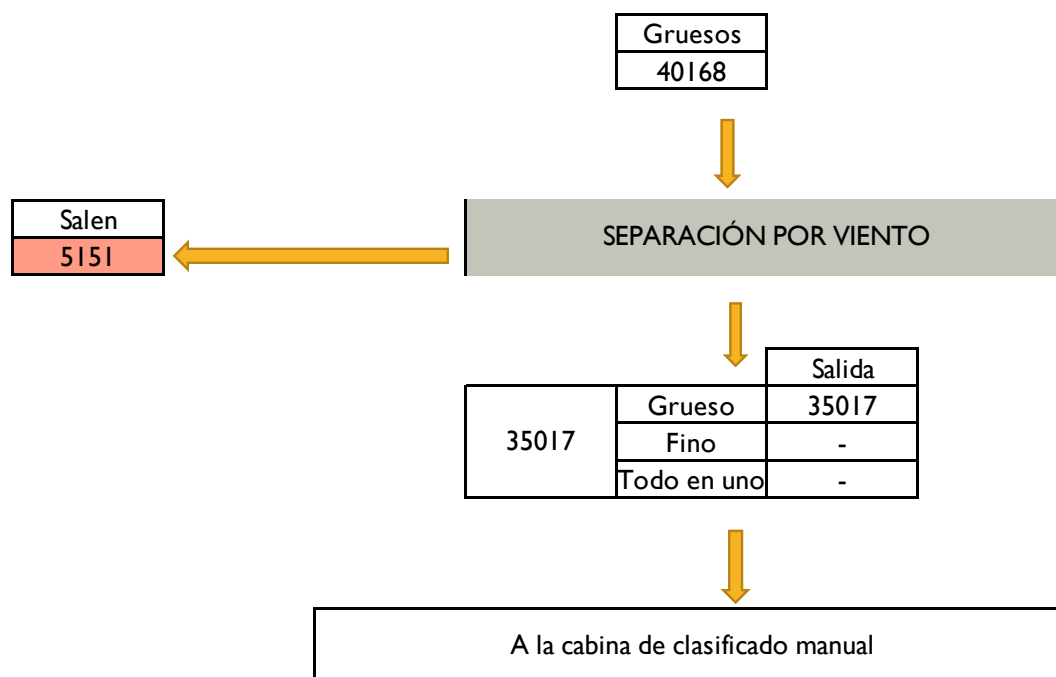 Gruesos
40168
Salen
5151
SEPARACIÓN POR VIENTO
Salida
35017
Grueso 35017
Fino -
Todo en uno -
A la cabina de clasificado manual